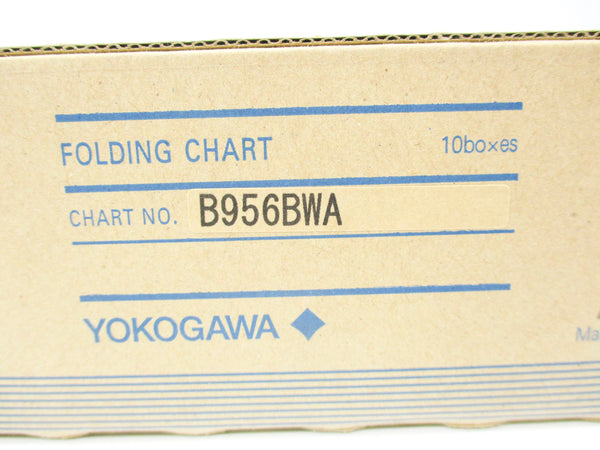 FOLDING CHART 10boxes
CHART NO. B956BWA
YOKOGAWA